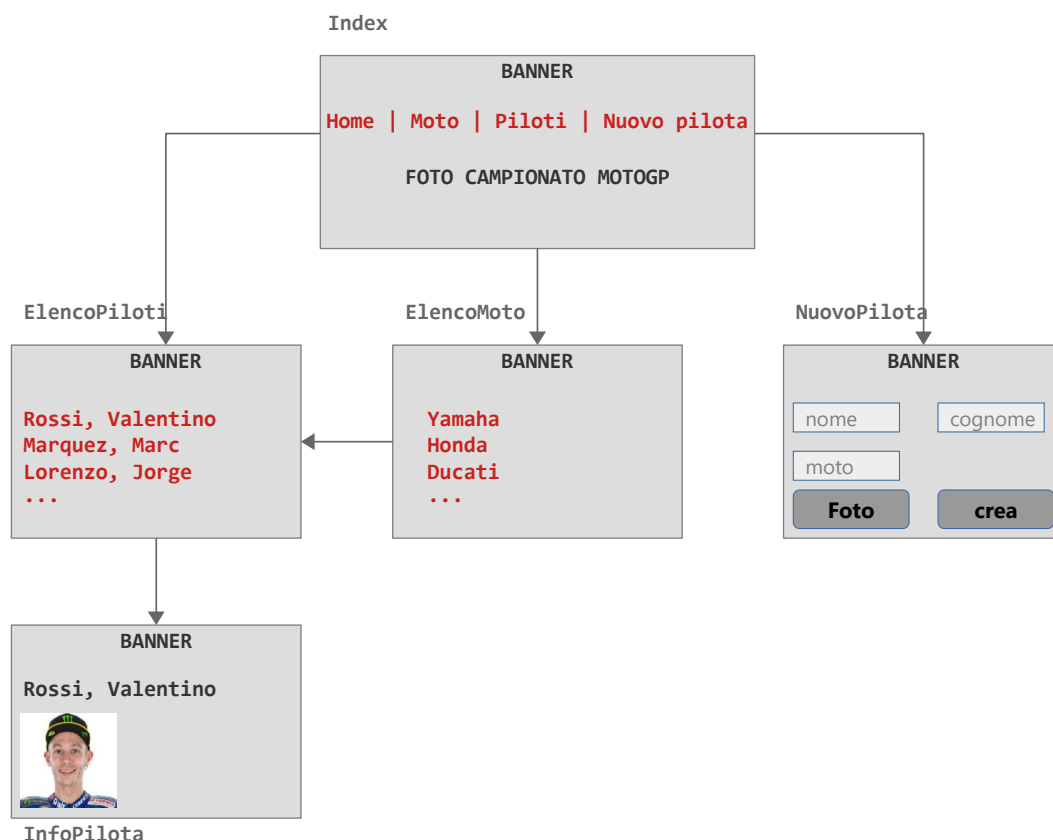 Index
BANNER
Home | Moto | Piloti | Nuovo pilota
FOTO CAMPIONATO MOTOGP
ElencoPiloti
BANNER
Rossi, Valentino
Marquez, Marc
Lorenzo, Jorge
...
ElencoMoto
BANNER
Yamaha
Honda
Ducati
...
NuovoPilota
BANNER
nome
cognome
moto
Foto
crea
BANNER
Rossi, Valentino
InfoPilota